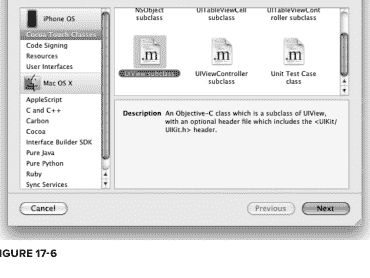 iPhone OS
Cocoa Touch Classes
Code Signing
Resources
User Interfaces
Mac OS X
AppleScript
C and C++
Carbon
Cocoa
Interface Builder SDK
Pure Java
Pure Python
Ruby
Sync Services
NSObject
subclass
UITableViewCell
subclass
UITableViewCont
roller subclass
.m
.m
.m
UIView subclass
UIViewController
subclass
Unit Test Case
class
Description An Objective-C class which is a subclass of UIView,
with an optional header file which includes the <UIKit/
UIKit.h> header.
Cancel
Previous
Next
IGURE 17-6